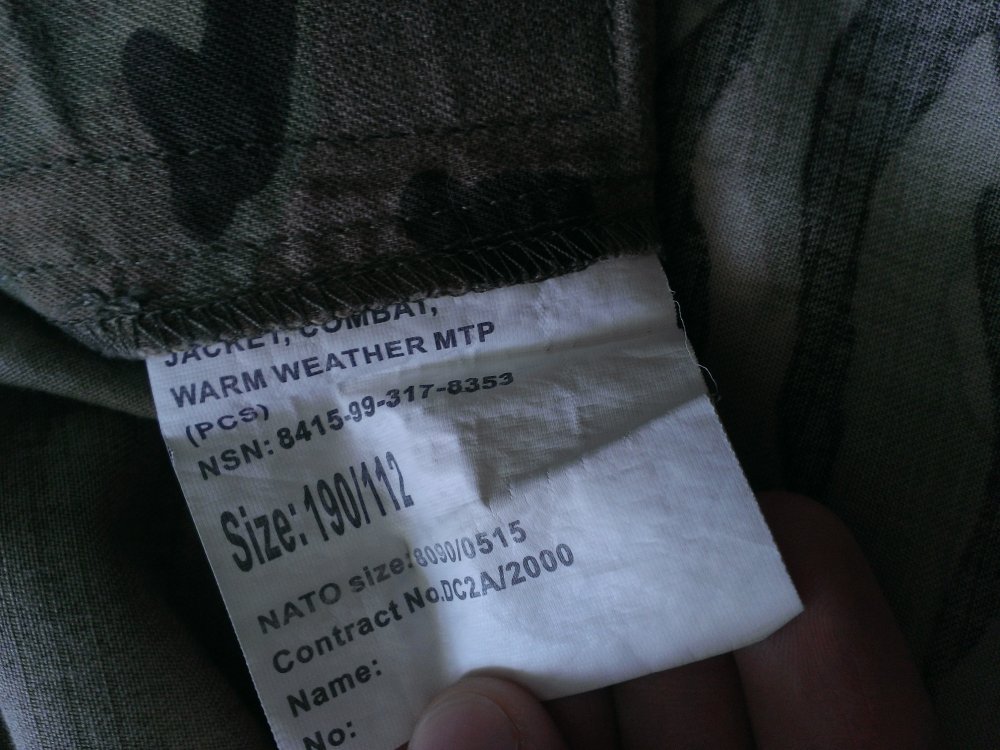 JACKET, COMBAT,
WARM WEATHER MTP
(PCS)
NSN: 8415-99-317-8353
Size: 190/112
NATO size:8090/0515
Contract No.DC2A/2000
Name:
No: